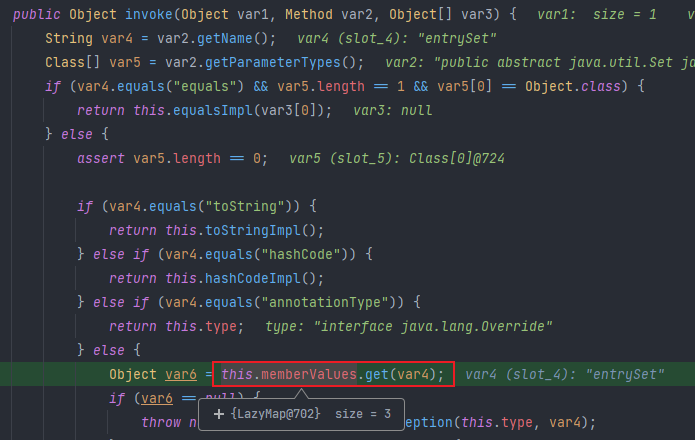 public Object invoke(Object var1, Method var2, Object[] var3) {   var1:  size = 1    v
String var4 = var2.getName();   var4 (slot_4): "entrySet"
Class[] var5 = var2.getParameterTypes();   var2: "public abstract java.util.Set ja
if (var4.equals("equals") && var5.length == 1 && var5[0] == Object.class) {
return this.equalsImpl(var3[0]);   var3: null
} else {
assert var5.length == 0;   var5 (slot_5): Class[0]@724
if (var4.equals("toString")) {
return this.toStringImpl();
} else if (var4.equals("hashCode")) {
return this.hashCodeImpl();
} else if (var4.equals("annotationType")) {
return this.type;   type: "interface java.lang.Override"
} else {
Object var6 = this.memberValues.get(var4);   var4 (slot_4): "entrySet"
if (var6 == null) {
+ {LazyMap@702}  size = 3
throw n eption(this.type, var4);